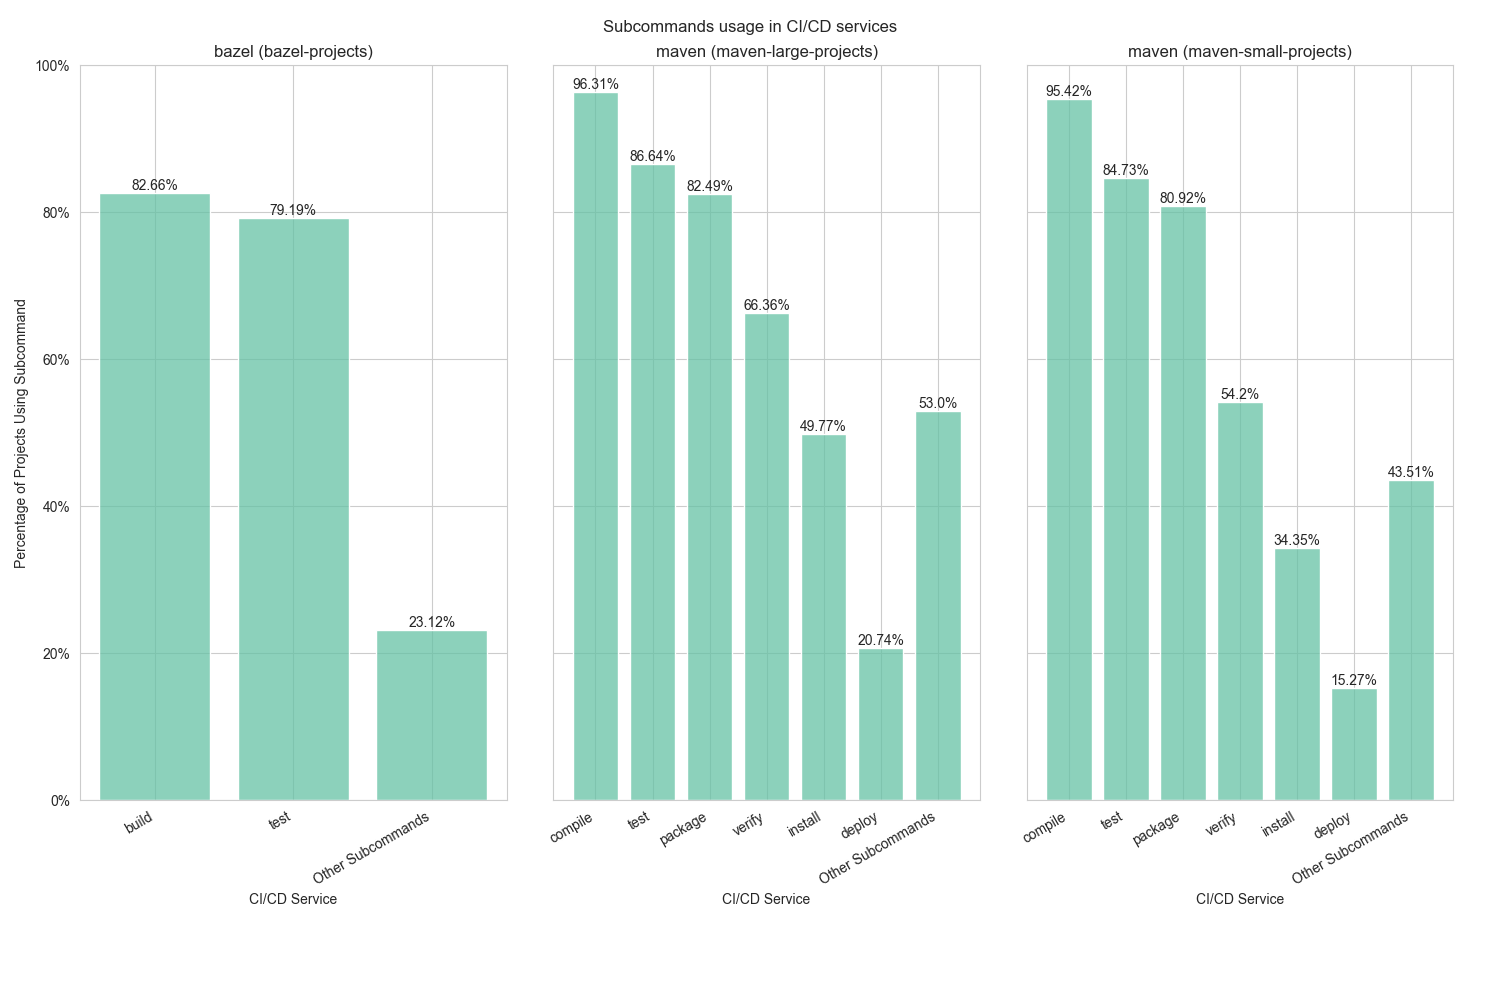 Subcommands usage in CI/CD services
bazel (bazel-projects)
maven (maven-large-projects)
maven (maven-small-projects)
Percentage of Projects Using Subcommand
100%
80%
60%
40%
20%
0%
82.66%
79.19%
23.12%
build
test
Other Subcommands
CI/CD Service
96.31%
86.64%
82.49%
66.36%
49.77%
20.74%
53.0%
compile
test
package
verify
install
deploy
Other Subcommands
CI/CD Service
95.42%
84.73%
80.92%
54.2%
34.35%
15.27%
43.51%
compile
test
package
verify
install
deploy
Other Subcommands
CI/CD Service